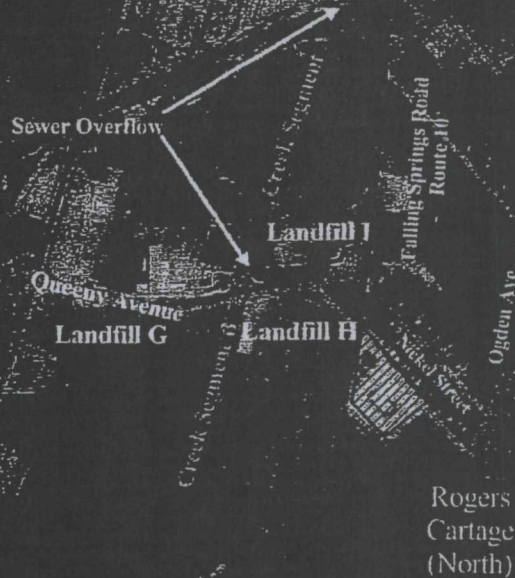 Sewer Overflow
Creek Segment
Falling Springs Road
Route 10
Landfill I
Queeny Avenue
Landfill G
Landfill H
Creek Segment B
Nickel Street
Ogden Ave
Rogers
Cartage
(North)